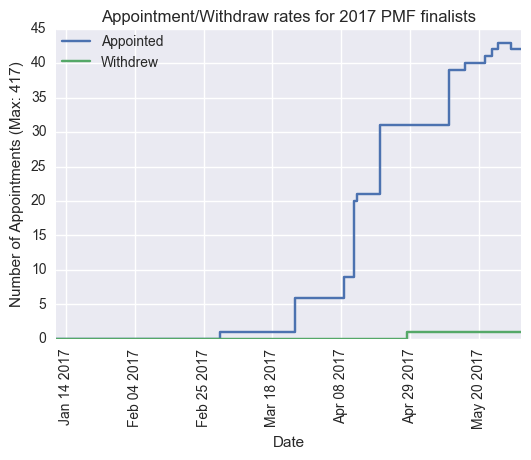 Appointment/Withdraw rates for 2017 PMF finalists
Appointed
Withdrew
Number of Appointments (Max: 417)
45
40
35
30
25
20
15
10
5
0
Jan 14 2017
Feb 04 2017
Feb 25 2017
Mar 18 2017
Apr 08 2017
Apr 29 2017
May 20 2017
Date